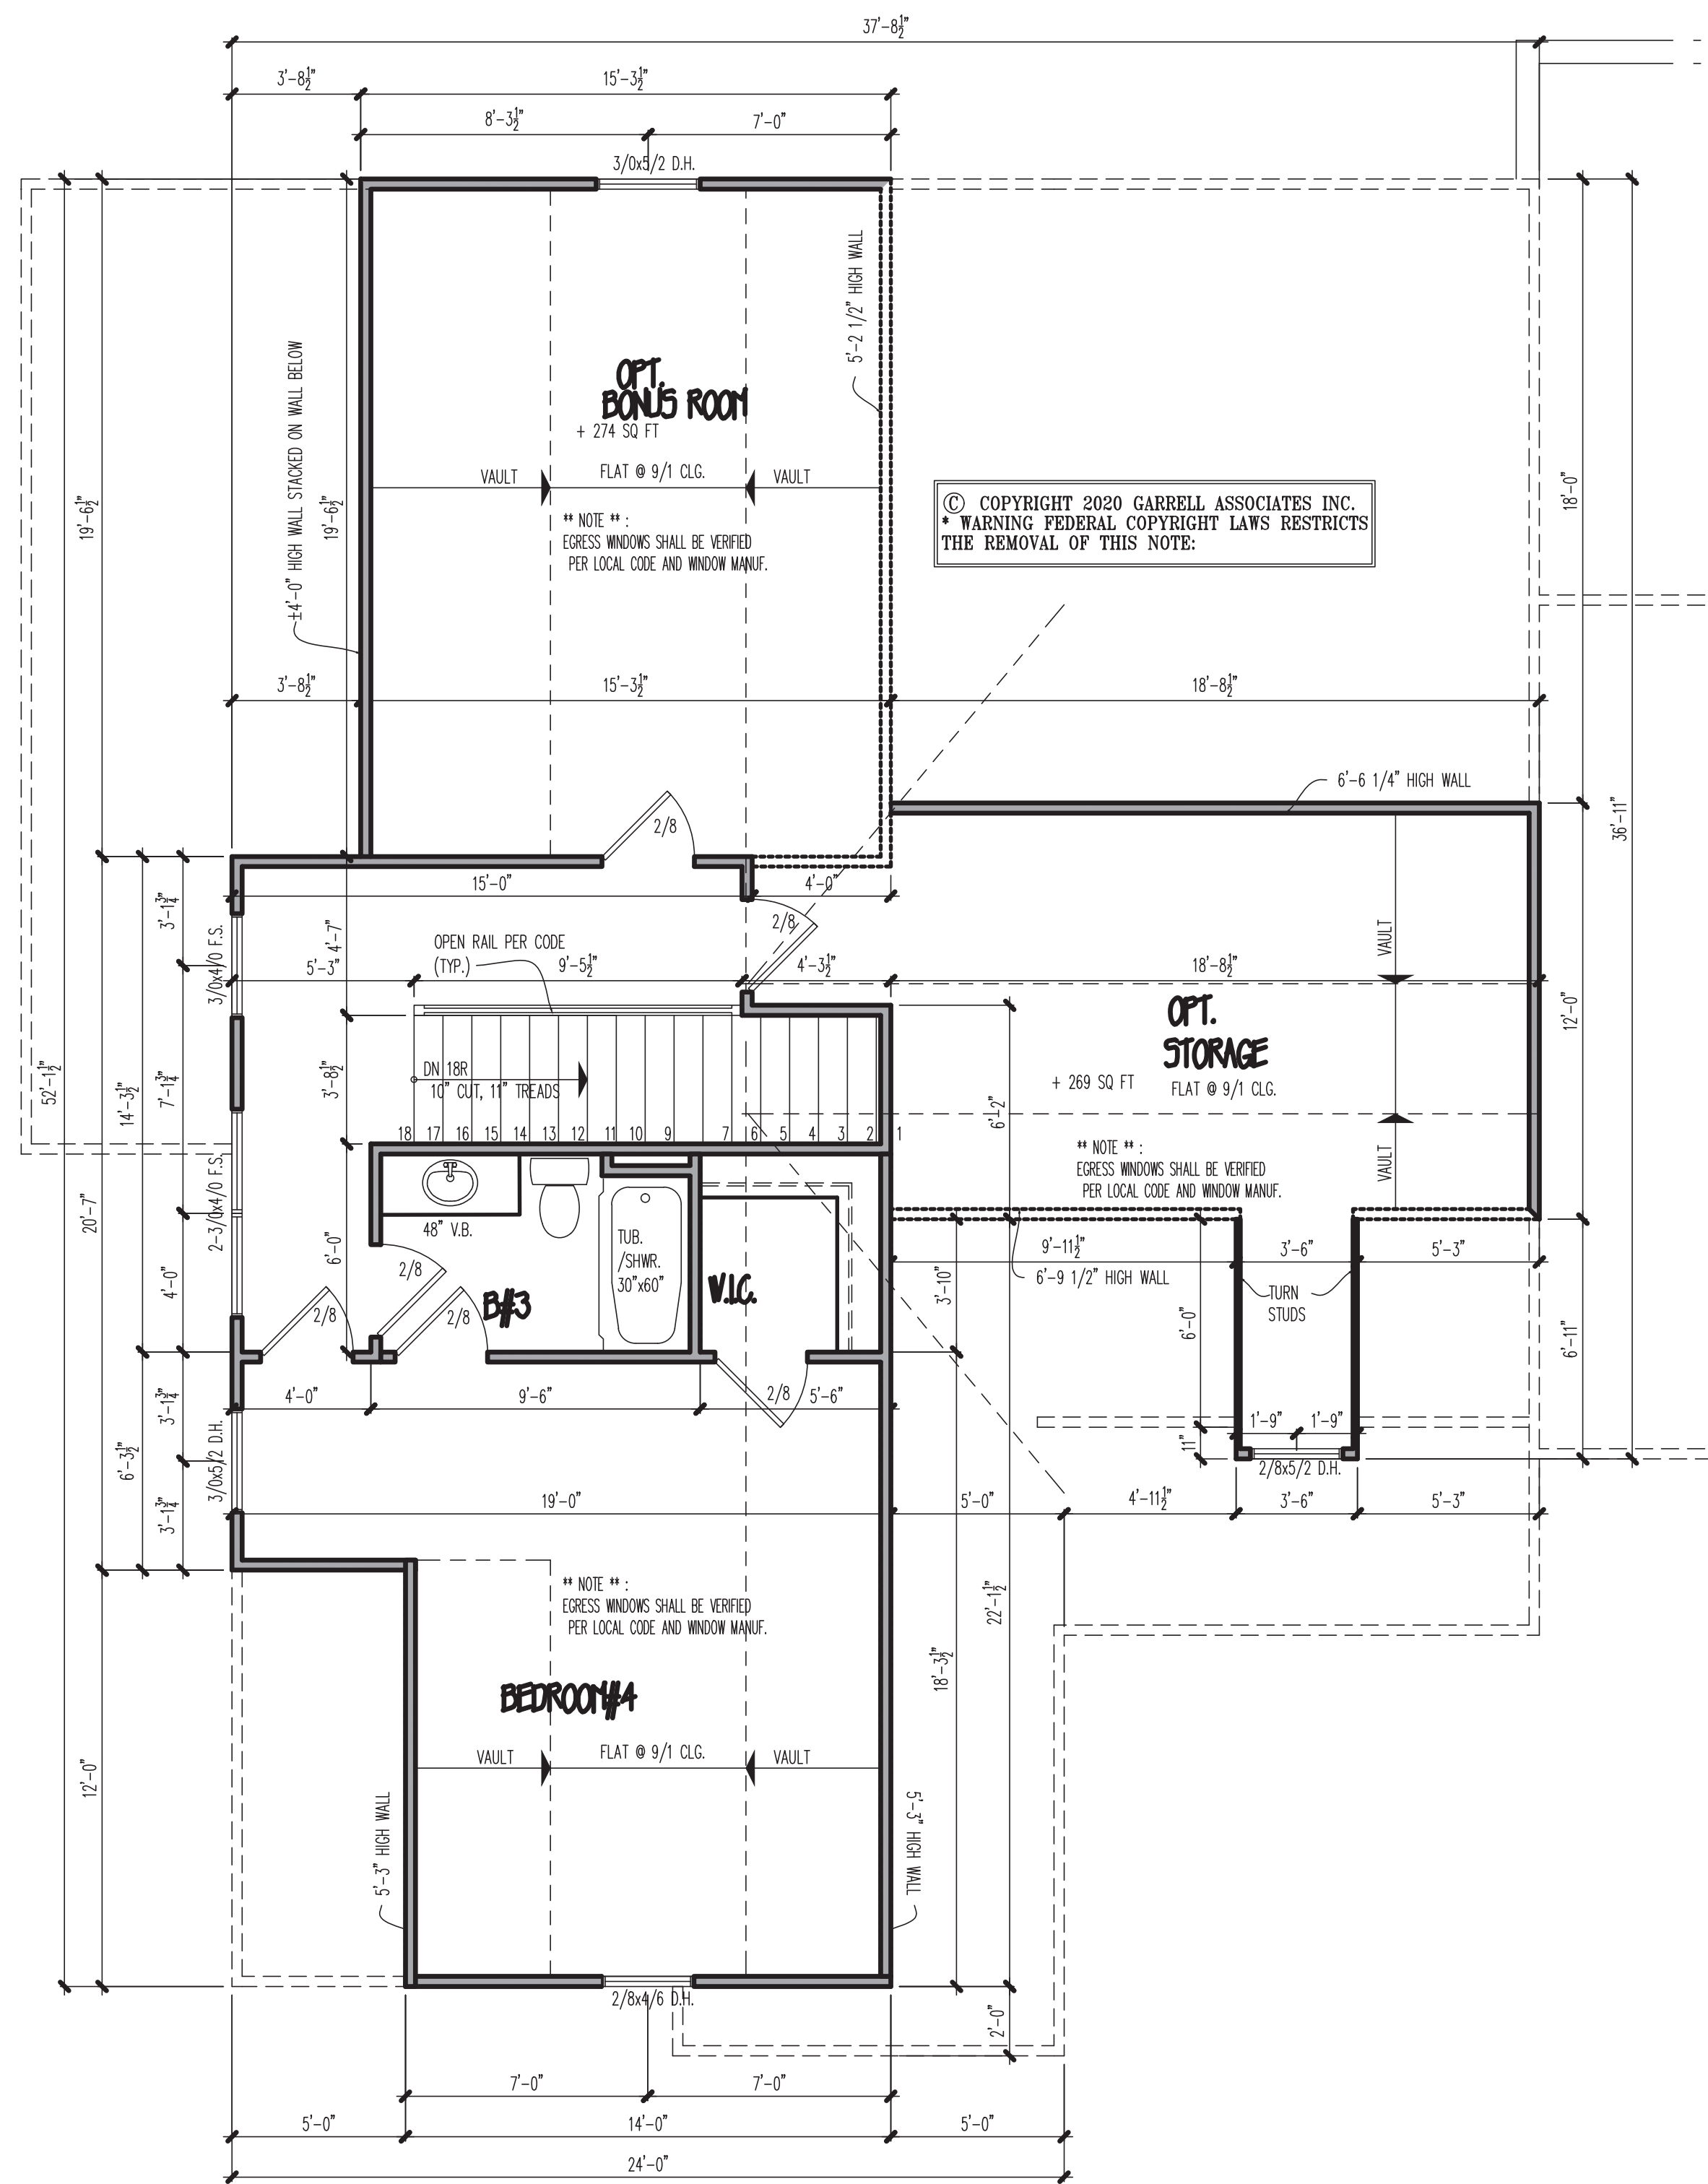 37'-8½"
3'-8½"
15'-3½"
8'-3½"
7'-0"
3/0x5/2 D.H.
5'-2 1/2" HIGH WALL
±4'-0" HIGH WALL STACKED ON WALL BELOW
OPT.
BONUS ROOM
+ 274 SQ FT
VAULT
FLAT @ 9/1 CLG.
VAULT
** NOTE ** :
EGRESS WINDOWS SHALL BE VERIFIED
PER LOCAL CODE AND WINDOW MANUF.
© COPYRIGHT 2020 GARRELL ASSOCIATES INC.
* WARNING FEDERAL COPYRIGHT LAWS RESTRICTS
THE REMOVAL OF THIS NOTE:
19'-6½"
19'-6½"
18'-0"
3'-8½"
15'-3½"
18'-8½"
6'-6 1/4" HIGH WALL
36'-11"
2/8
15'-0"
4'-0"
2/8
3'-1¾"
4'-7"
3/0x4/0 F.S.
OPEN RAIL PER CODE
(TYP.)
5'-3"
9'-5½"
4'-3½"
18'-8½"
VAULT
OPT.
STORAGE
12'-0"
+ 269 SQ FT
FLAT @ 9/1 CLG.
52'-1½"
14'-3½"
7'-1¾"
3'-8½"
DN 18R
10" CUT, 11" TREADS
6'-2"
18 17 16 15 14 13 12 11 10 9 7 6 5 4 3 2 1
VAULT
** NOTE ** :
EGRESS WINDOWS SHALL BE VERIFIED
PER LOCAL CODE AND WINDOW MANUF.
20'-7"
2-3/0x4/0 F.S.
48" V.B.
TUB.
/SHWR.
30"x60"
6'-0"
4'-0"
2/8
2/8
2/8
B#3
W.I.C.
3'-10"
9'-11½"
3'-6"
5'-3"
6'-9 1/2" HIGH WALL
TURN
STUDS
6'-0"
6'-11"
4'-0"
9'-6"
2/8
5'-6"
3'-1¾"
6'-3½"
3/0x5/2 D.H.
1'-9"
1'-9"
11"
2/8x5/2 D.H.
3'-1¾"
19'-0"
5'-0"
4'-11½"
3'-6"
5'-3"
** NOTE ** :
EGRESS WINDOWS SHALL BE VERIFIED
PER LOCAL CODE AND WINDOW MANUF.
22'-1½"
18'-3½"
BEDROOM#4
VAULT
FLAT @ 9/1 CLG.
VAULT
12'-0"
5'-3" HIGH WALL
5'-3" HIGH WALL
2/8x4/6 D.H.
2'-0"
7'-0"
7'-0"
5'-0"
14'-0"
5'-0"
24'-0"